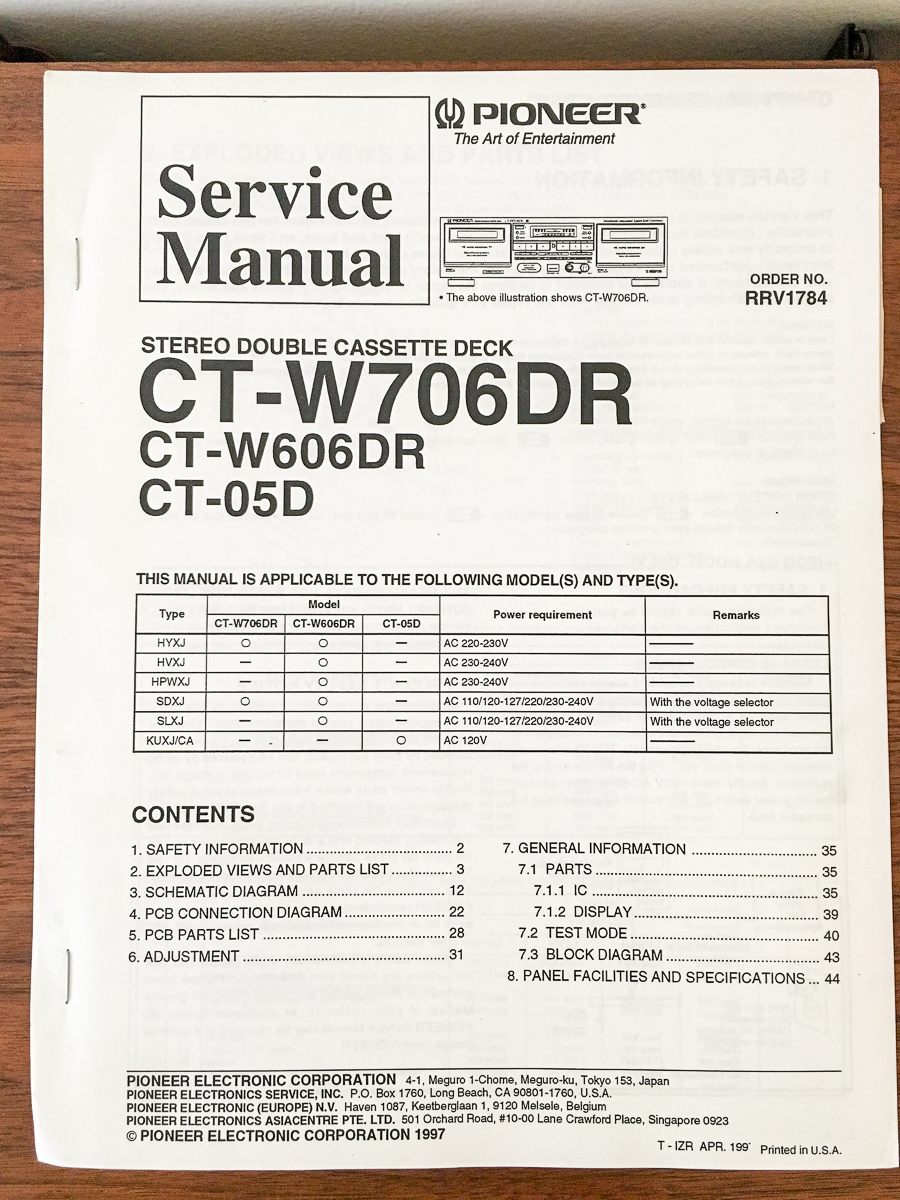 Service
Manual
PIONEER®
The Art of Entertainment
• The above illustration shows CT-W706DR.
ORDER NO.
RRV1784
STEREO DOUBLE CASSETTE DECK
CT-W706DR
CT-W606DR
CT-05D
THIS MANUAL IS APPLICABLE TO THE FOLLOWING MODEL(S) AND TYPE(S).
Type Model Power requirement Remarks
CT-W706DR CT-W606DR CT-05D
HYXJ ○ ○ — AC 220-230V ———
HVXJ — ○ — AC 230-240V ———
HPWXJ — ○ — AC 230-240V ———
SDXJ ○ ○ — AC 110/120-127/220/230-240V With the voltage selector
SLXJ — ○ — AC 110/120-127/220/230-240V With the voltage selector
KUXJ/CA — — ○ AC 120V ———
CONTENTS
1. SAFETY INFORMATION ........................... 2
2. EXPLODED VIEWS AND PARTS LIST ............ 3
3. SCHEMATIC DIAGRAM ........................... 12
4. PCB CONNECTION DIAGRAM ................... 22
5. PCB PARTS LIST .................................. 28
6. ADJUSTMENT ..................................... 31
7. GENERAL INFORMATION ......................... 35
7.1 PARTS ............................................ 35
7.1.1 IC .............................................. 35
7.1.2 DISPLAY ..................................... 39
7.2 TEST MODE ..................................... 40
7.3 BLOCK DIAGRAM .............................. 43
8. PANEL FACILITIES AND SPECIFICATIONS ... 44
PIONEER ELECTRONIC CORPORATION 4-1, Meguro 1-Chome, Meguro-ku, Tokyo 153, Japan
PIONEER ELECTRONICS SERVICE, INC. P.O. Box 1760, Long Beach, CA 90801-1760, U.S.A.
PIONEER ELECTRONIC (EUROPE) N.V. Haven 1087, Keetberglaan 1, 9120 Melsele, Belgium
PIONEER ELECTRONICS ASIACENTRE PTE. LTD. 501 Orchard Road, #10-00 Lane Crawford Place, Singapore 0923
© PIONEER ELECTRONIC CORPORATION 1997
T - IZR APR. 199 Printed in U.S.A.